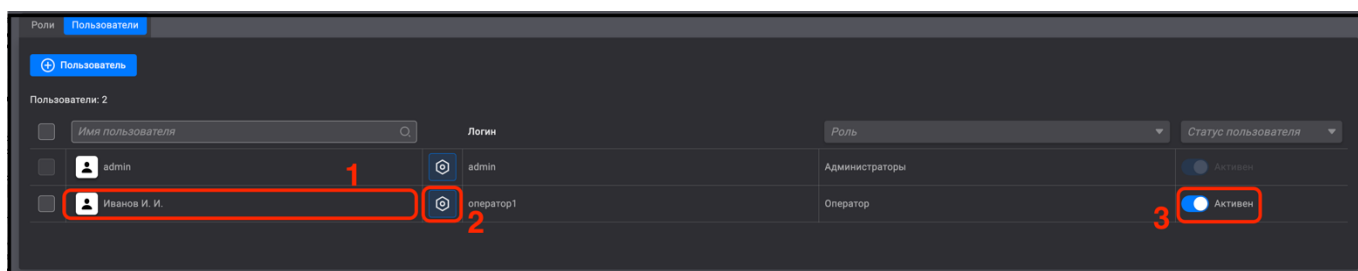 Роли Пользователи
Пользователь
Пользователи: 2
Имя пользователя Логин Роль Статус пользователя
admin 1 admin Администраторы Активен
Иванов И. И. 2 оператор1 Оператор 3 Активен